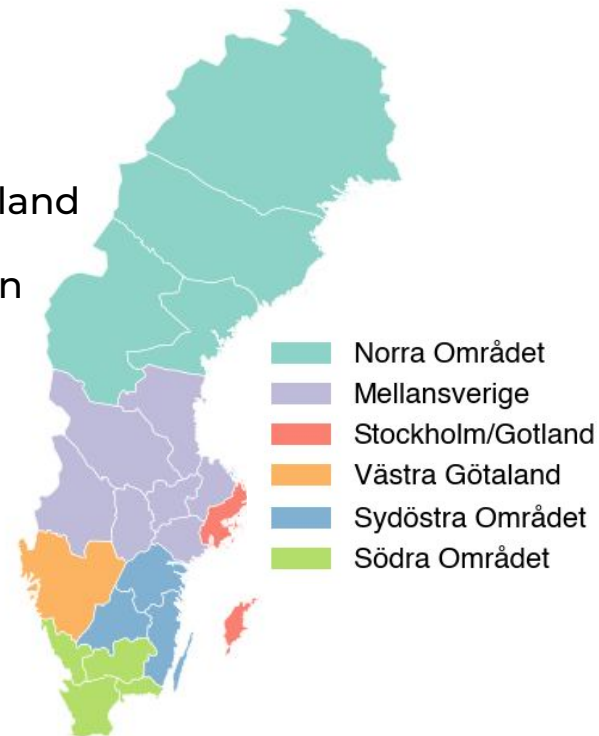 land
n
Norra Området
Mellansverige
Stockholm/Gotland
Västra Götaland
Sydöstra Området
Södra Området